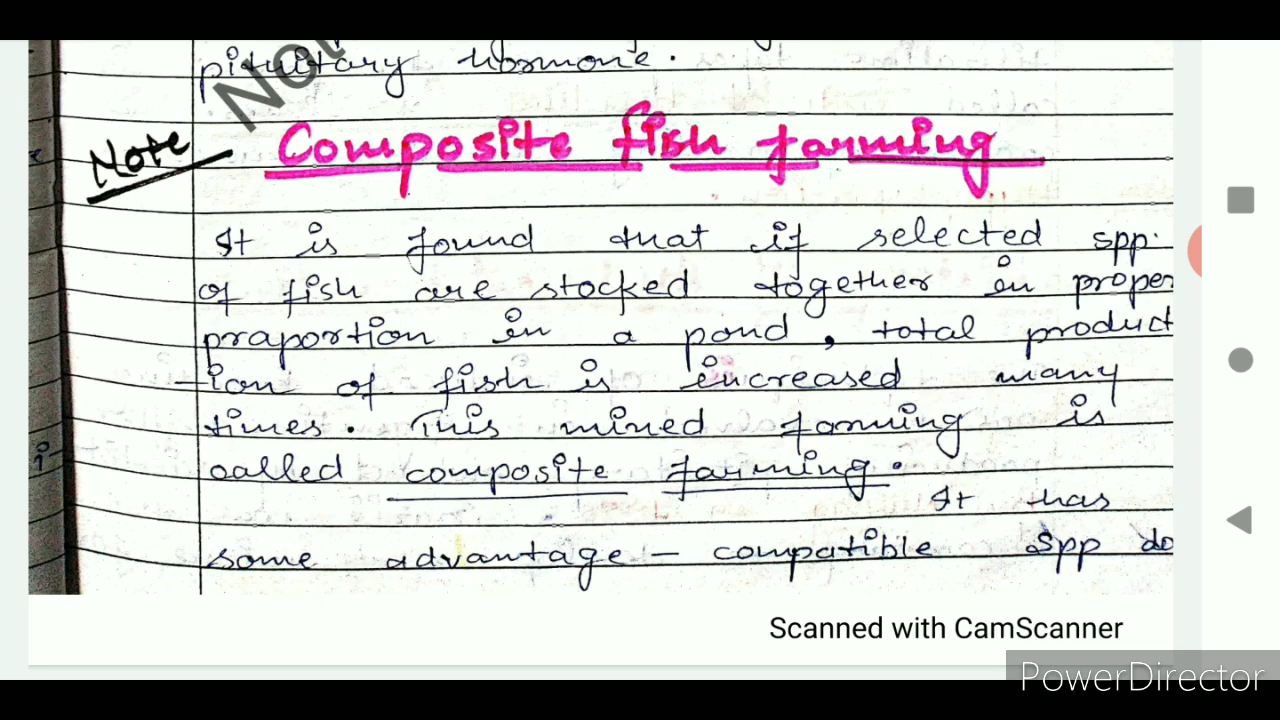 pituitary hormone.
Not
Note
Composite fish farming
It is found that if selected spp.
of fish are stocked together in proper
praportion in a pond, total product
-ion of fish is increased many
times. This mixed farming is
called composite farming.
It has
some advantage - compatible spp do
Scanned with CamScanner
PowerDirector